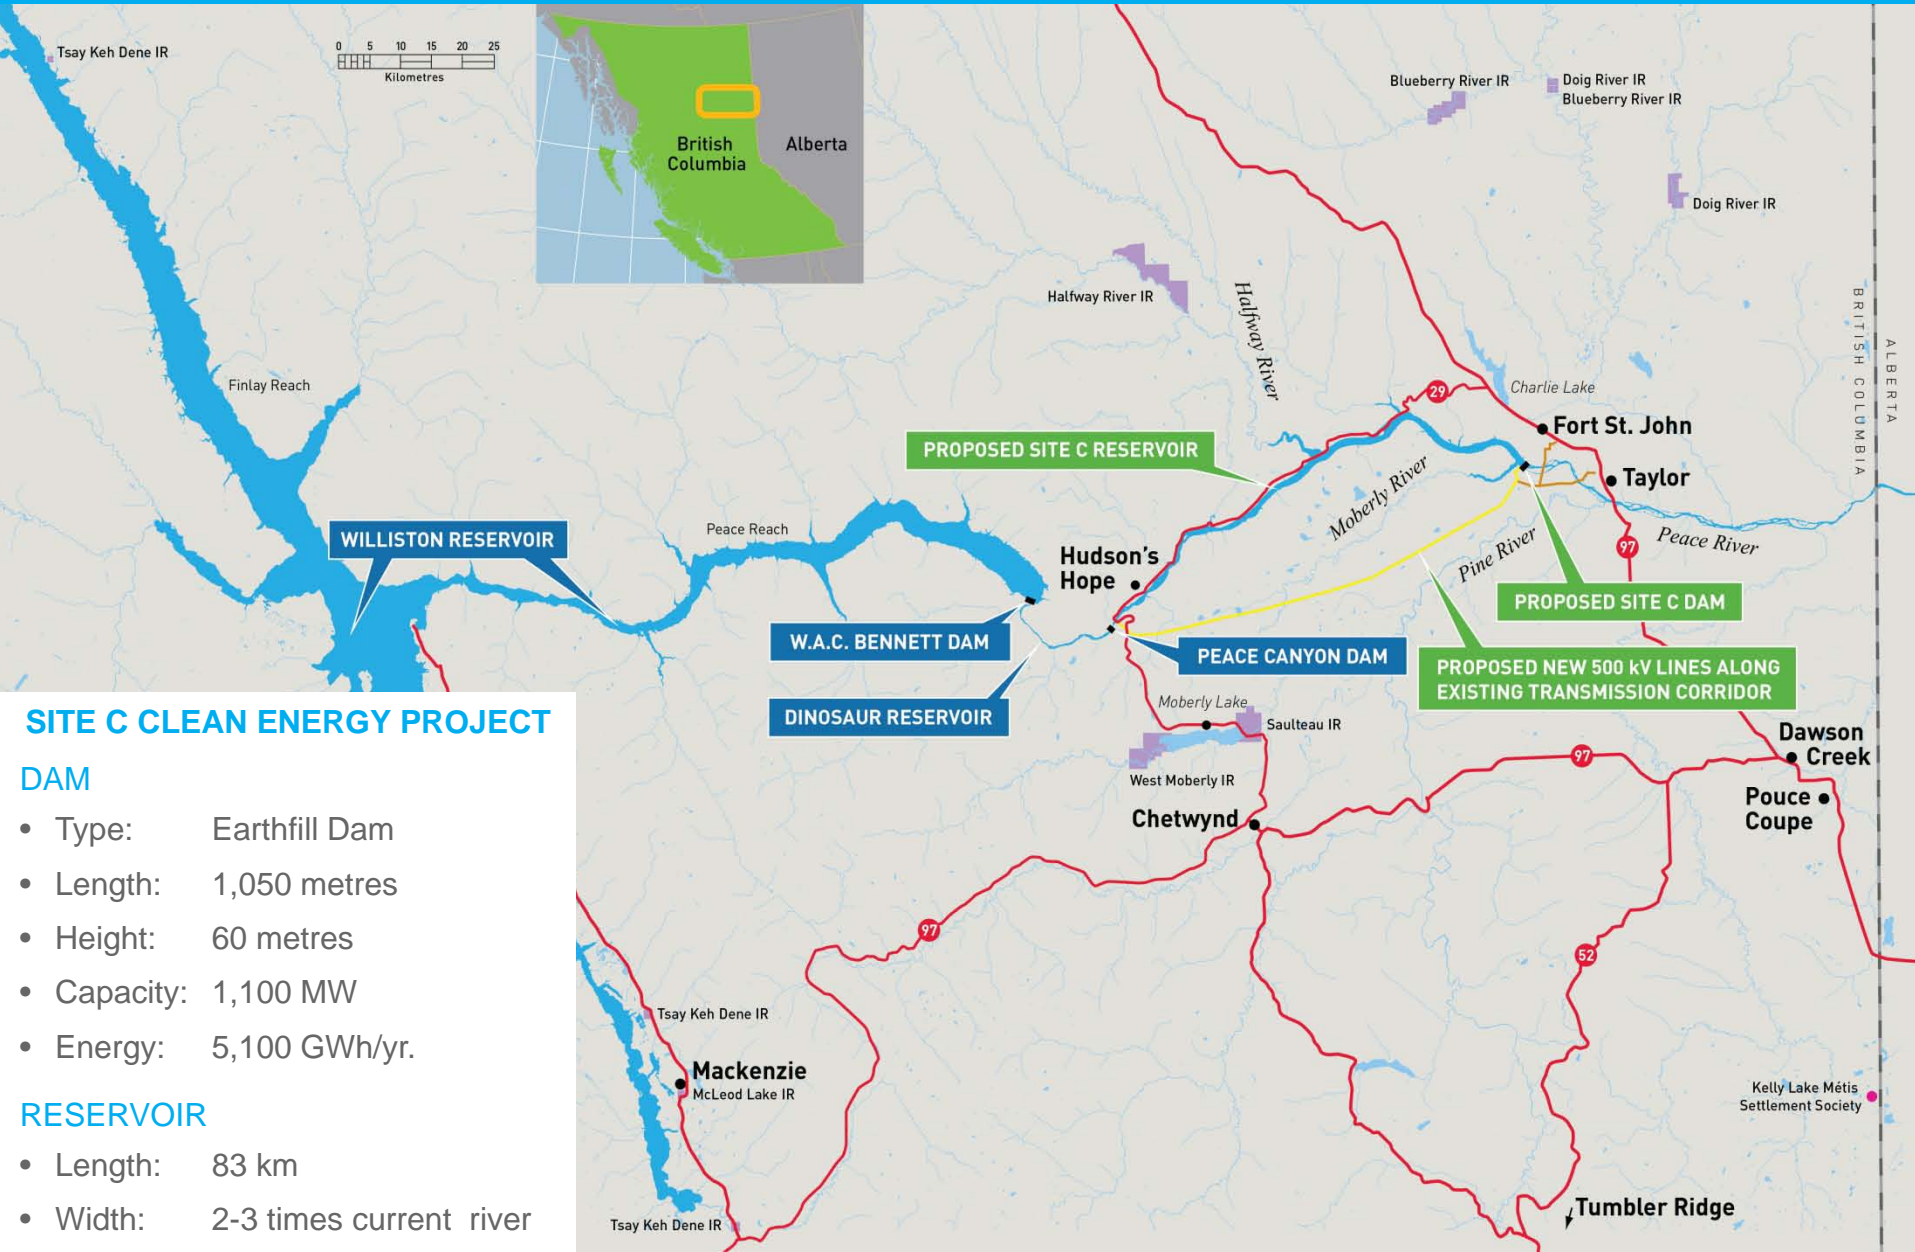 Tsay Keh Dene IR
0 5 10 15 20 25
Kilometres
British
Columbia
Alberta
Blueberry River IR
Doig River IR
Blueberry River IR
Doig River IR
Halfway River IR
Halfway River
BRITISH COLUMBIA
ALBERTA
Finlay Reach
29
Charlie Lake
Fort St. John
PROPOSED SITE C RESERVOIR
Taylor
Moberly River
WILLISTON RESERVOIR
Peace Reach
Hudson's
Hope
Pine River
97
Peace River
PROPOSED SITE C DAM
W.A.C. BENNETT DAM
PEACE CANYON DAM
PROPOSED NEW 500 kV LINES ALONG
EXISTING TRANSMISSION CORRIDOR
DINOSAUR RESERVOIR
Moberly Lake
Saulteau IR
West Moberly IR
97
Dawson
Creek
Pouce
Coupe
Chetwynd
97
52
SITE C CLEAN ENERGY PROJECT
DAM
• Type: Earthfill Dam
• Length: 1,050 metres
• Height: 60 metres
• Capacity: 1,100 MW
• Energy: 5,100 GWh/yr.
RESERVOIR
• Length: 83 km
• Width: 2-3 times current river
Tsay Keh Dene IR
Mackenzie
McLeod Lake IR
Tsay Keh Dene IR
Kelly Lake Métis
Settlement Society
Tumbler Ridge